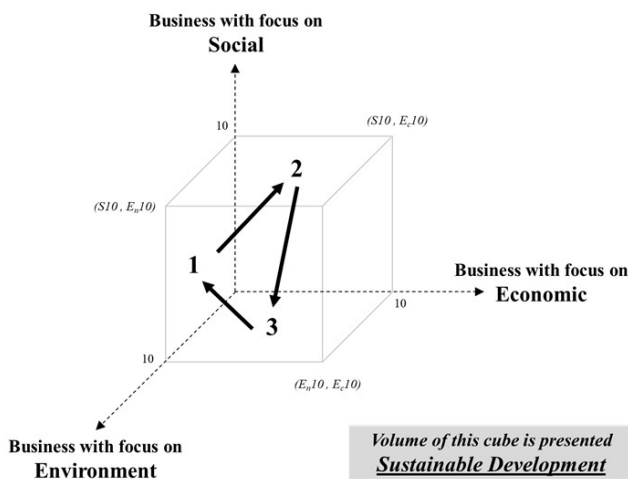 Business with focus on
Social
10
(S10 , Ec10)
2
(S10 , En10)
1
Business with focus on
Economic
10
3
10
(En10 , Ec10)
Business with focus on
Environment
Volume of this cube is presented
Sustainable Development